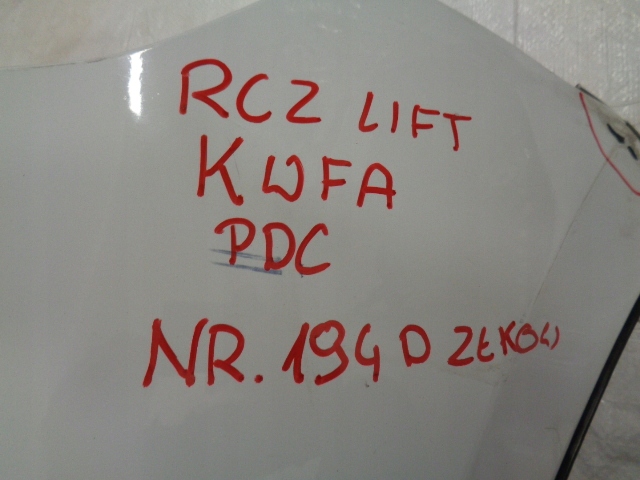 RCZ LIFT
KWFA
PDC
NR. 194 D